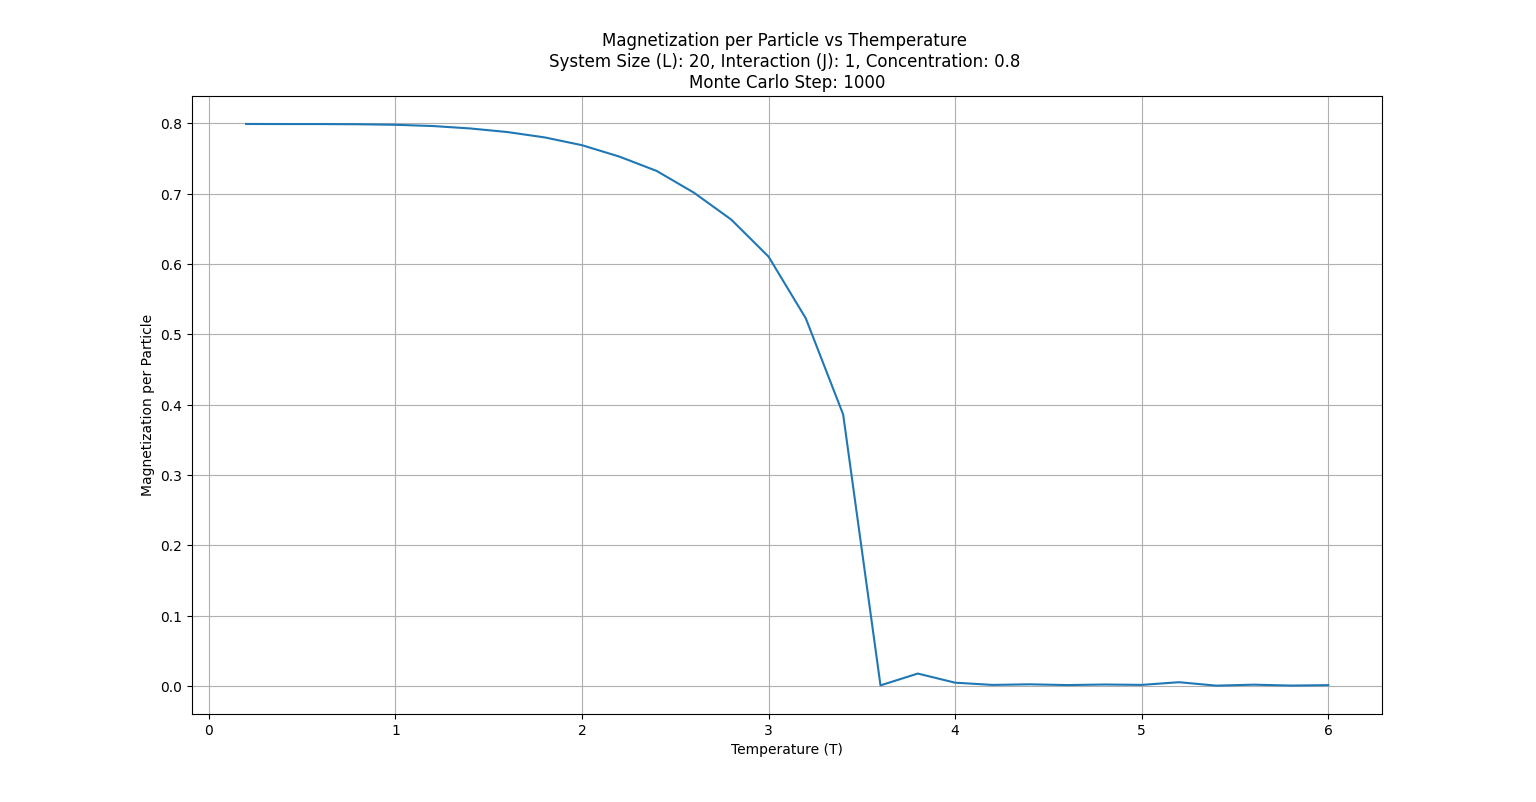 Magnetization per Particle vs Themperature
System Size (L): 20, Interaction (J): 1, Concentration: 0.8
Monte Carlo Step: 1000
Magnetization per Particle
0.8
0.7
0.6
0.5
0.4
0.3
0.2
0.1
0.0
0 1 2 3 4 5 6
Temperature (T)